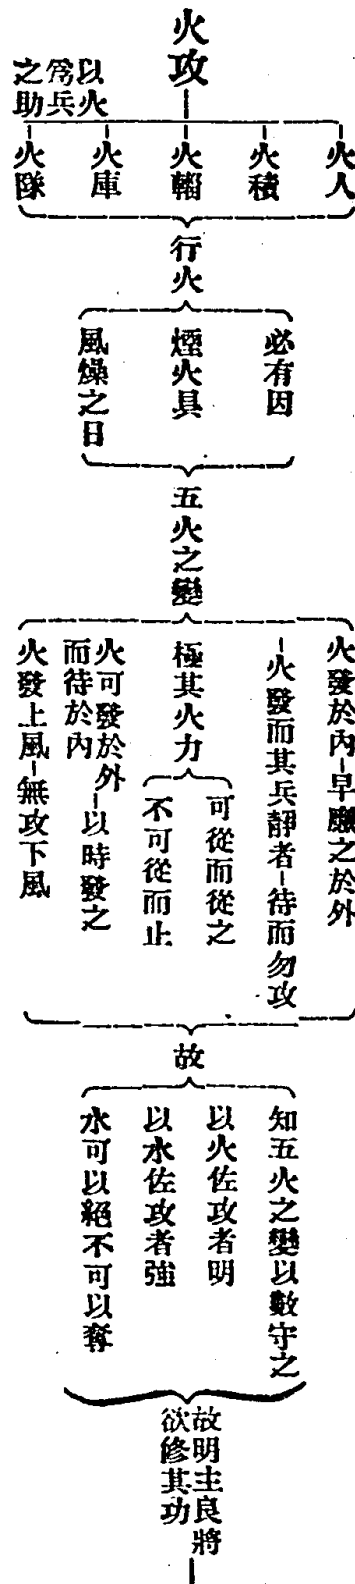 火攻
以火
爲兵
之助
火人
火積
火輜
火庫
火隊
行火
必有因
煙火具
風燥之日
五火之變
火發於內-早應之於外
火發而其兵靜者-待而勿攻
極其火力
可從而從之
不可從而止
火可發於外
而待於內
以時發之
火發上風-無攻下風
故
知五火之變以數守之
以火佐攻者明
以水佐攻者強
水可以絕不可以奪
故明主良將
欲修其功